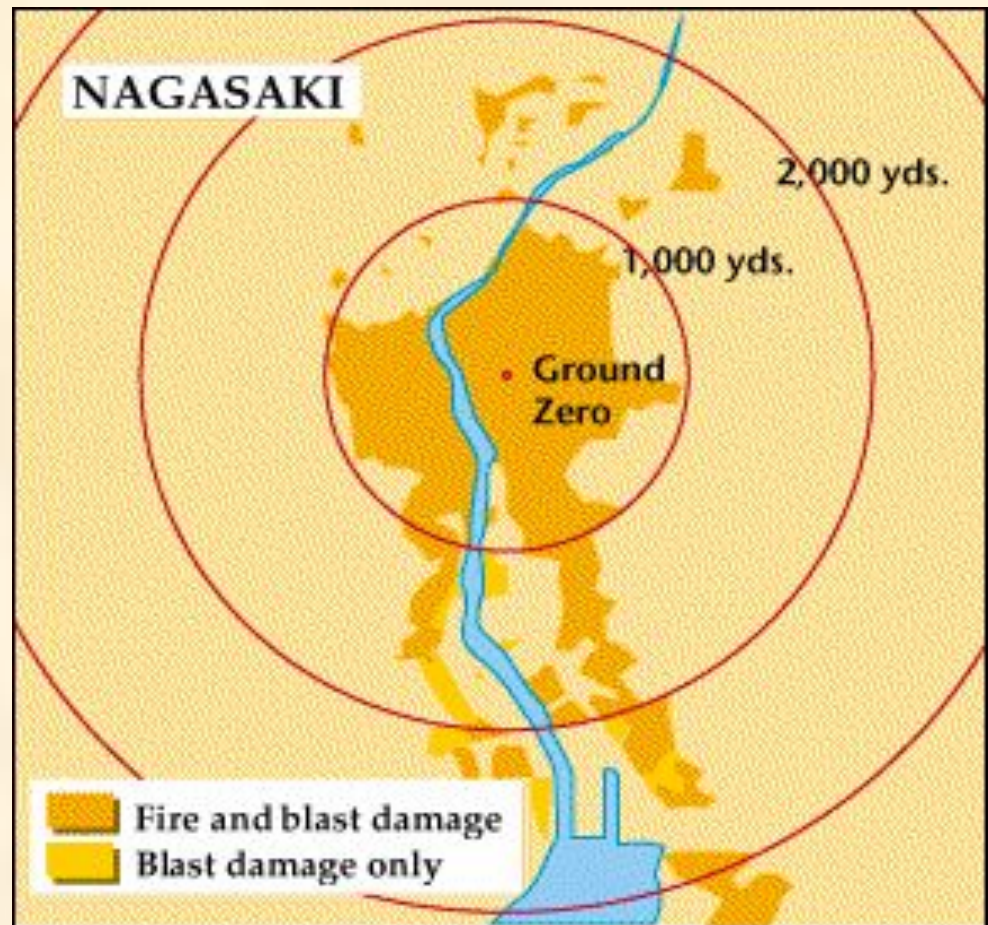 NAGASAKI
2,000 yds.
1,000 yds.
Ground
Zero
Fire and blast damage
Blast damage only